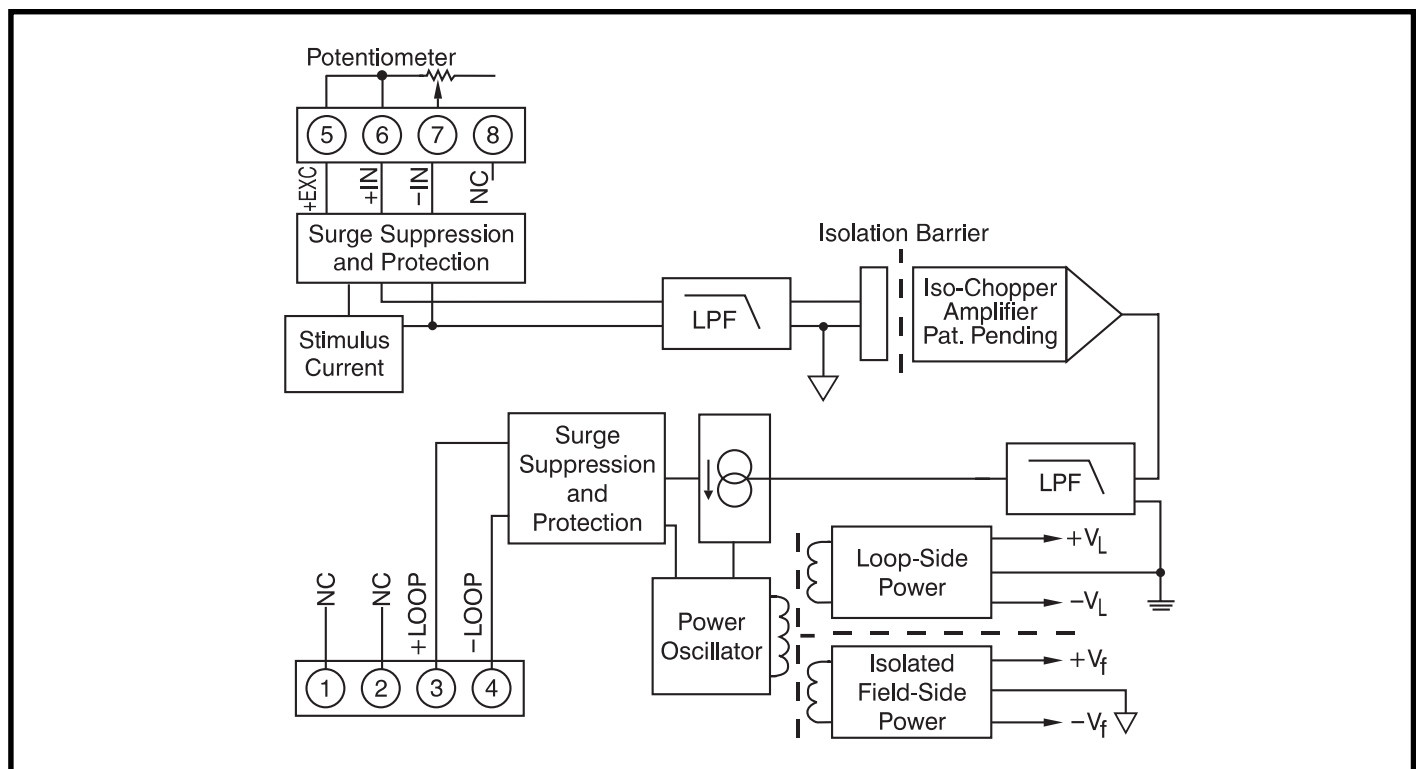 Potentiometer
5 6 7 8
+EXC
+IN
−IN
NC
Surge Suppression
and Protection
Stimulus
Current
LPF
Isolation Barrier
Iso-Chopper
Amplifier
Pat. Pending
Surge
Suppression
and
Protection
LPF
Loop-Side
Power
+VL
−VL
Power
Oscillator
Isolated
Field-Side
Power
+Vf
−Vf
NC
NC
+LOOP
−LOOP
1 2 3 4